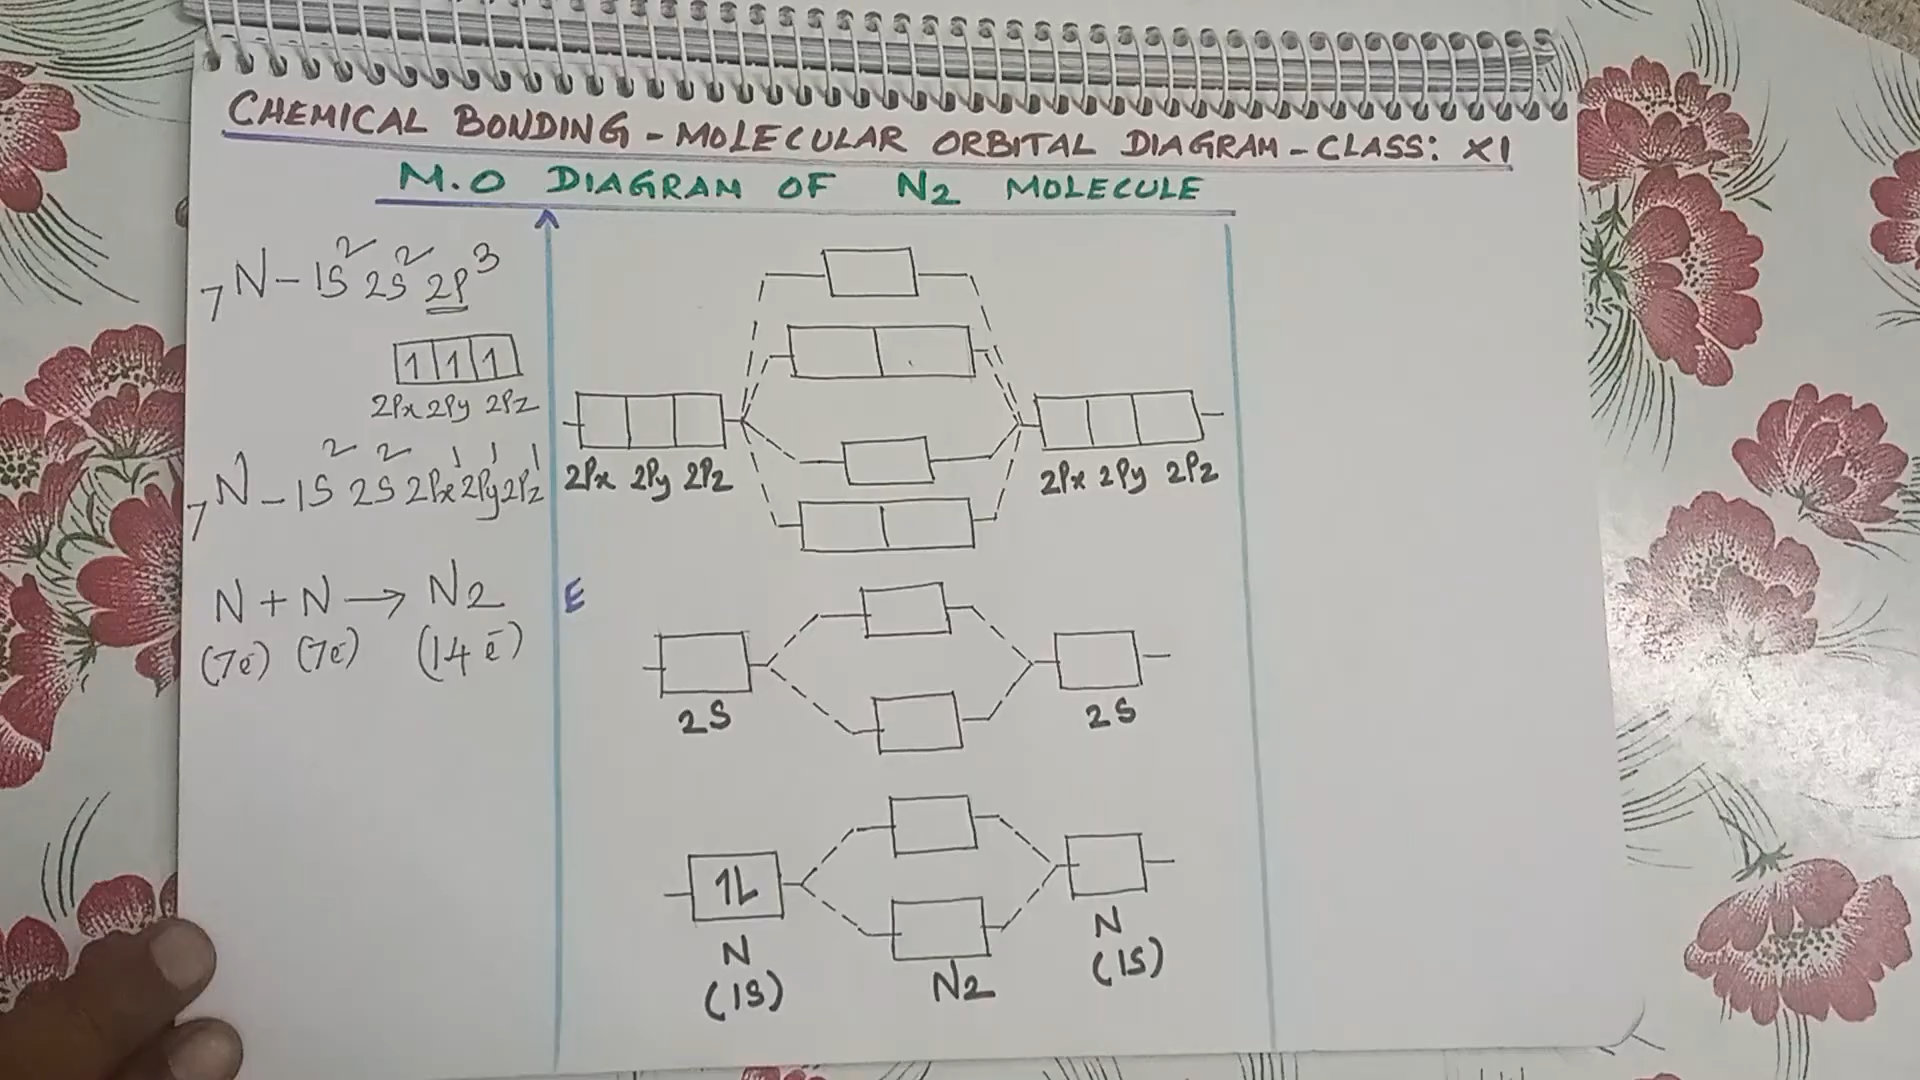 CHEMICAL BONDING - MOLECULAR ORBITAL DIAGRAM - CLASS: XI
M.O DIAGRAM OF N2 MOLECULE
7N - 1S² 2S² 2P³
1 1 1
2Px 2Py 2Pz
7N - 1S² 2S² 2Px¹ 2Py¹ 2Pz¹
N + N → N2
(7e̅) (7e̅) (14 e̅)
E
2Px 2Py 2Pz
2Px 2Py 2Pz
2S
2S
1L
N
(1S)
N2
N
(1S)